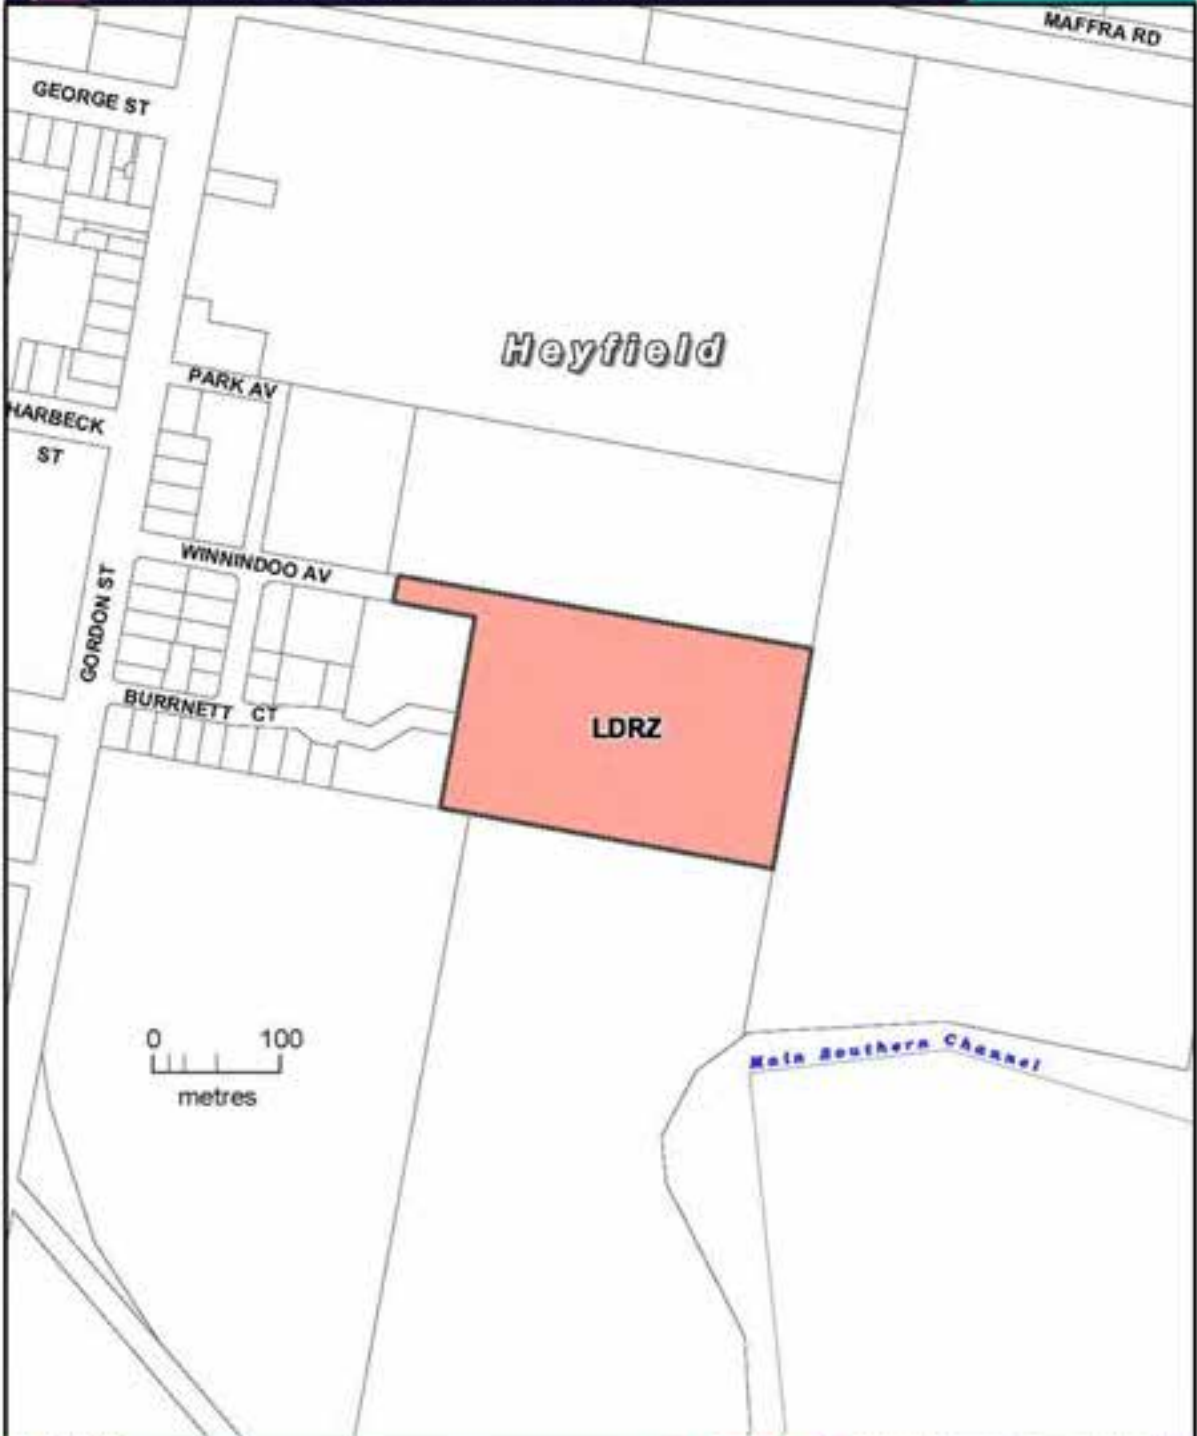 MAFFRA RD
GEORGE ST
Heyfield
PARK AV
HARBECK
ST
WINNINDOO AV
GORDON ST
BURRNETT CT
LDRZ
0 100
metres
Main Southern Channel